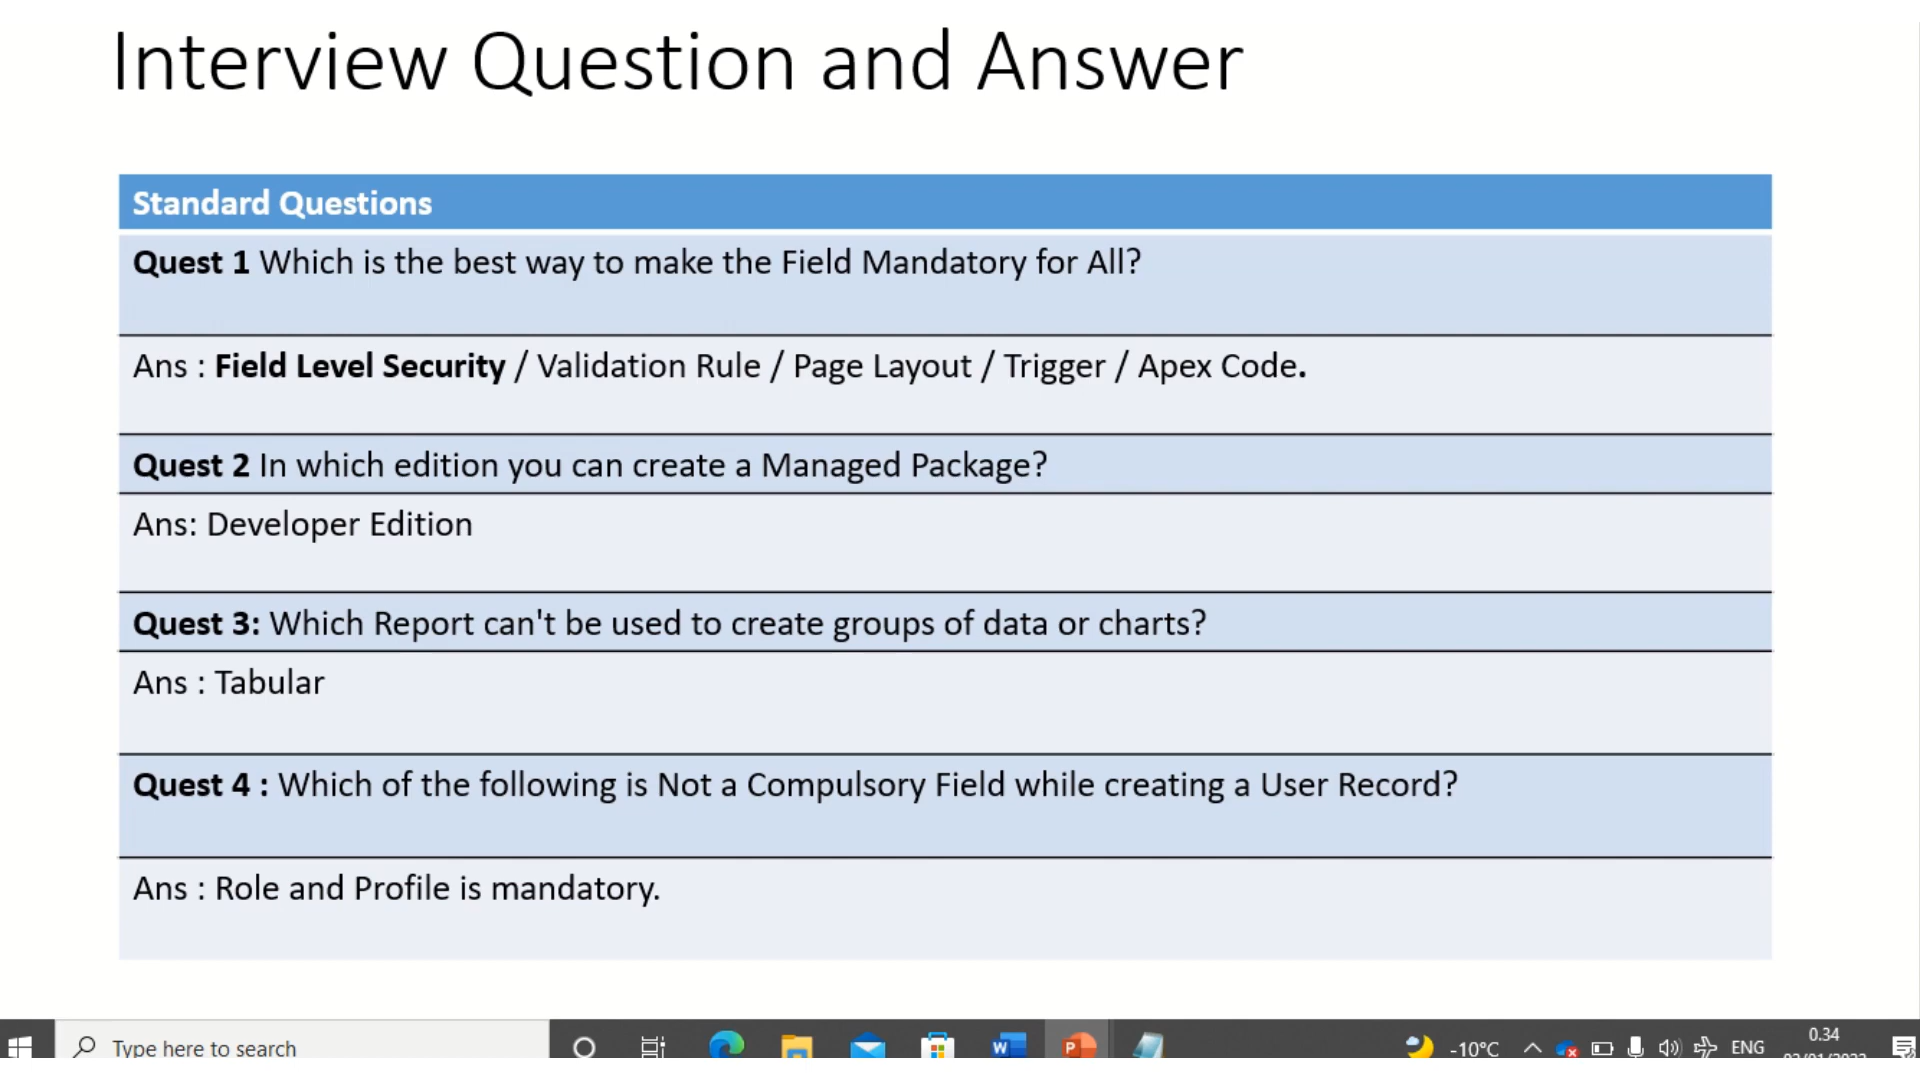 Interview Question and Answer
Standard Questions
Quest 1 Which is the best way to make the Field Mandatory for All?
Ans : Field Level Security / Validation Rule / Page Layout / Trigger / Apex Code.
Quest 2 In which edition you can create a Managed Package?
Ans: Developer Edition
Quest 3: Which Report can't be used to create groups of data or charts?
Ans : Tabular
Quest 4 : Which of the following is Not a Compulsory Field while creating a User Record?
Ans : Role and Profile is mandatory.
Type here to search
-10°C
ENG
0.34